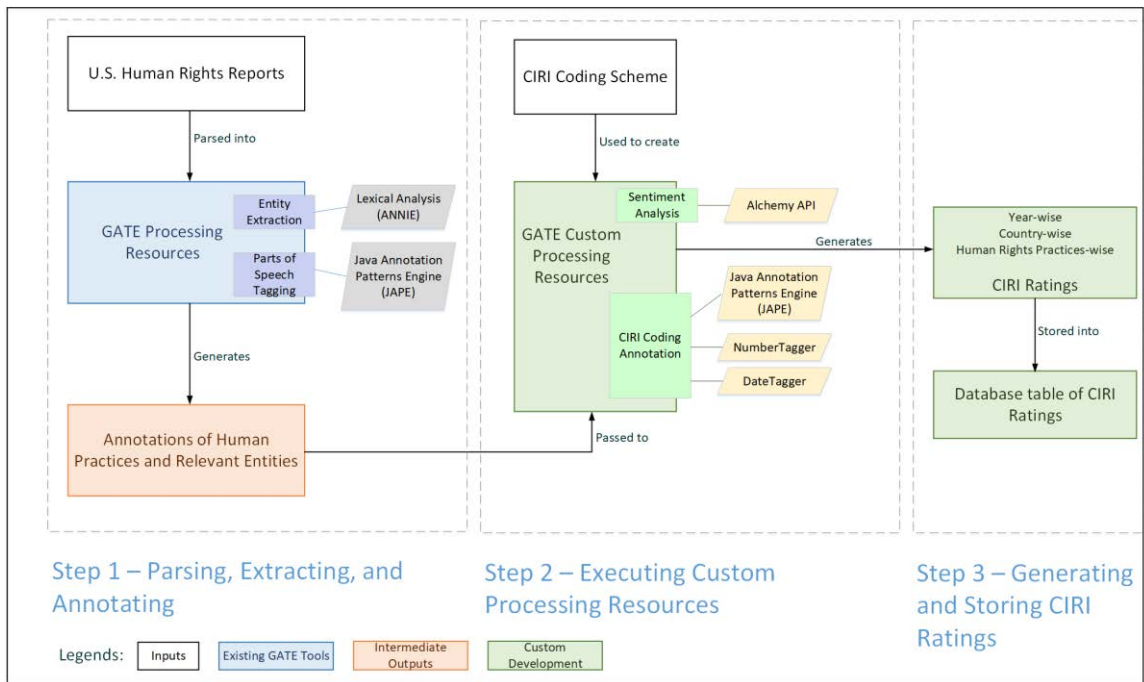 U.S. Human Rights Reports
Parsed into
GATE Processing
Resources
Entity
Extraction
Lexical Analysis
(ANNIE)
Parts of
Speech
Tagging
Java Annotation
Patterns Engine
(JAPE)
Generates
Annotations of Human
Practices and Relevant Entities
CIRI Coding Scheme
Used to create
GATE Custom
Processing
Resources
Sentiment
Analysis
Alchemy API
CIRI Coding
Annotation
Java Annotation
Patterns Engine
(JAPE)
NumberTagger
DateTagger
Passed to
Generates
Year-wise
Country-wise
Human Rights Practices-wise
CIRI Ratings
Stored into
Database table of CIRI
Ratings
Step 1 – Parsing, Extracting, and
Annotating
Step 2 – Executing Custom
Processing Resources
Step 3 – Generating
and Storing CIRI
Ratings
Legends:
Inputs
Existing GATE Tools
Intermediate
Outputs
Custom
Development